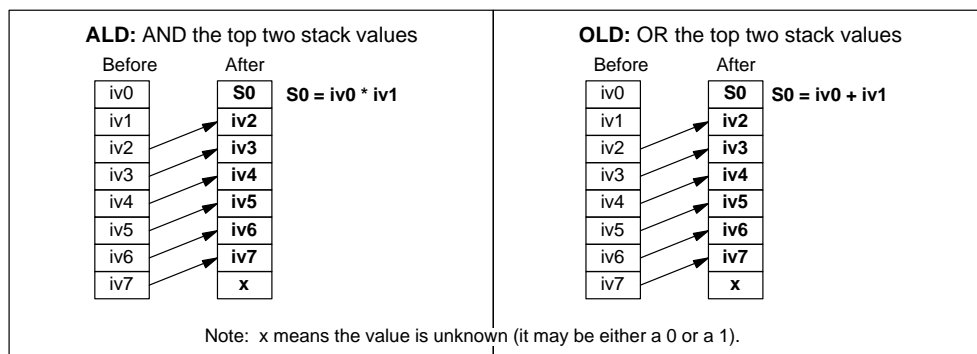 ALD: AND the top two stack values
Before After
iv0 S0 S0 = iv0 * iv1
iv1 iv2
iv2 iv3
iv3 iv4
iv4 iv5
iv5 iv6
iv6 iv7
iv7 x
OLD: OR the top two stack values
Before After
iv0 S0 S0 = iv0 + iv1
iv1 iv2
iv2 iv3
iv3 iv4
iv4 iv5
iv5 iv6
iv6 iv7
iv7 x
Note: x means the value is unknown (it may be either a 0 or a 1).